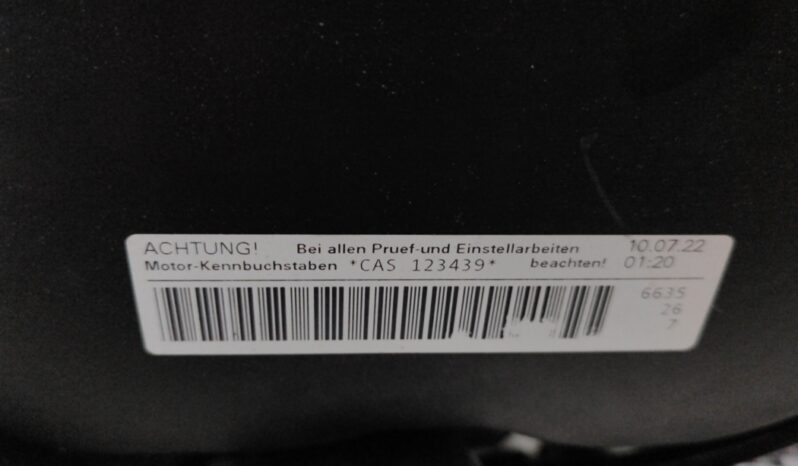 ACHTUNG! Bei allen Pruef-und Einstellarbeiten 10.07.22
Motor-Kennbuchstaben *CAS 123439* beachten! 01:20
6635
26
7